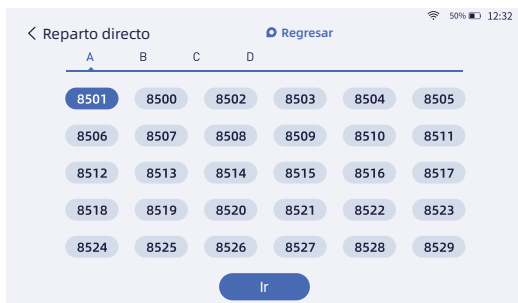 50% 12:32
Reparto directo Regresar
A B C D
8501 8500 8502 8503 8504 8505
8506 8507 8508 8509 8510 8511
8512 8513 8514 8515 8516 8517
8518 8519 8520 8521 8522 8523
8524 8525 8526 8527 8528 8529
Ir